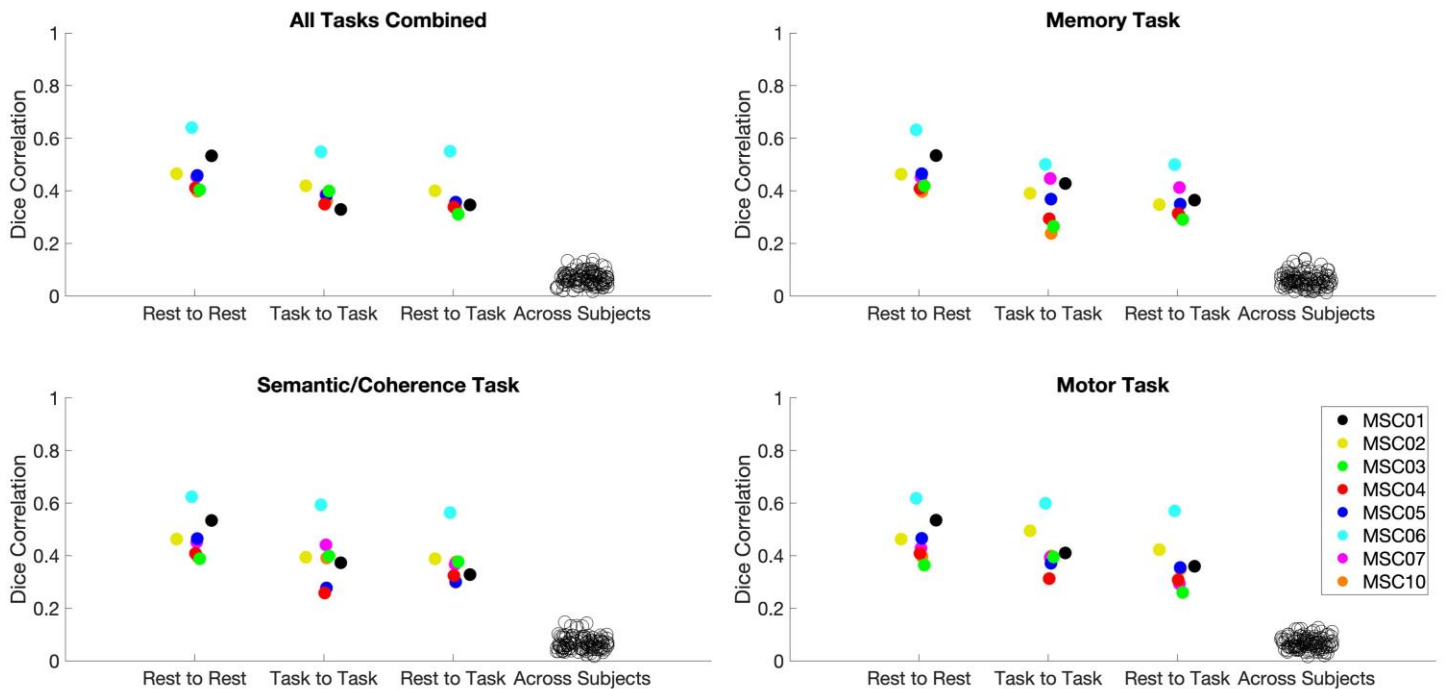 All Tasks Combined
Dice Correlation
1
0.8
0.6
0.4
0.2
0
Rest to Rest Task to Task Rest to Task Across Subjects
Memory Task
Dice Correlation
1
0.8
0.6
0.4
0.2
0
Rest to Rest Task to Task Rest to Task Across Subjects
Semantic/Coherence Task
Dice Correlation
1
0.8
0.6
0.4
0.2
0
Rest to Rest Task to Task Rest to Task Across Subjects
Motor Task
Dice Correlation
1
0.8
0.6
0.4
0.2
0
Rest to Rest Task to Task Rest to Task Across Subjects
MSC01
MSC02
MSC03
MSC04
MSC05
MSC06
MSC07
MSC10